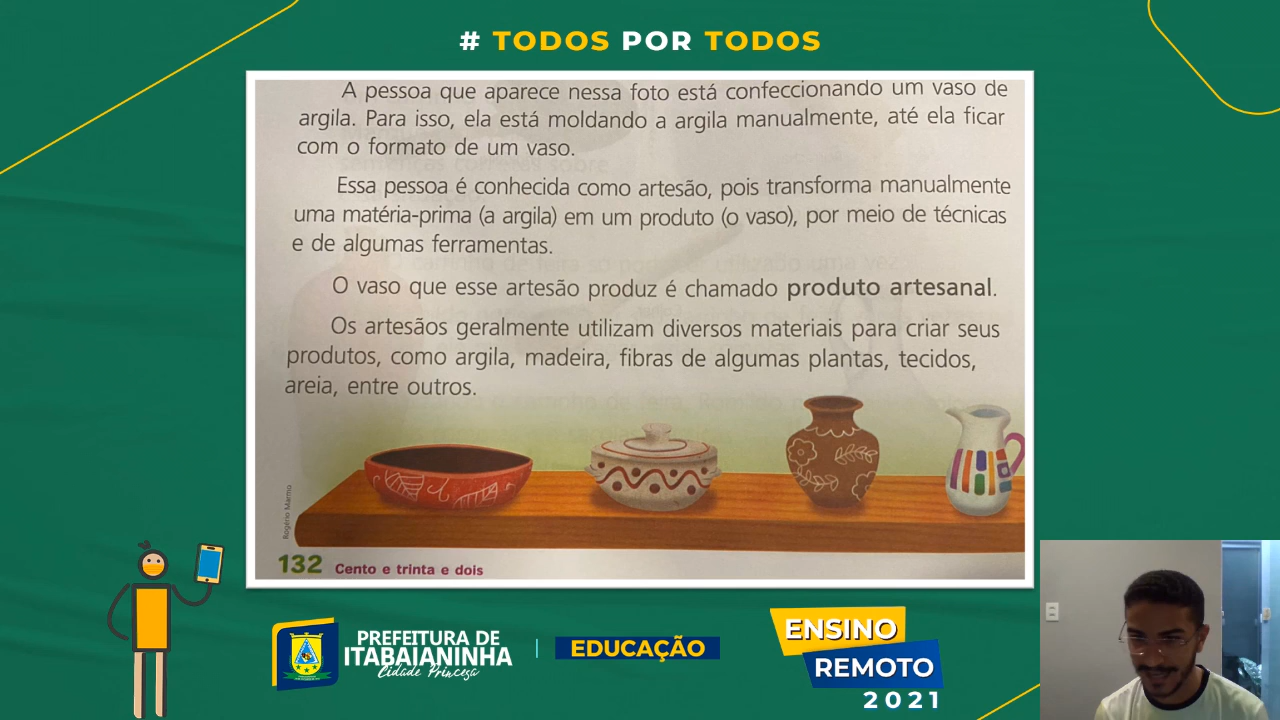 # TODOS POR TODOS
A pessoa que aparece nessa foto está confeccionando um vaso de
argila. Para isso, ela está moldando a argila manualmente, até ela ficar
com o formato de um vaso.
Essa pessoa é conhecida como artesão, pois transforma manualmente
uma matéria-prima (a argila) em um produto (o vaso), por meio de técnicas
e de algumas ferramentas.
O vaso que esse artesão produz é chamado produto artesanal.
Os artesãos geralmente utilizam diversos materiais para criar seus
produtos, como argila, madeira, fibras de algumas plantas, tecidos,
areia, entre outros.
Rogério Marmo
132 Cento e trinta e dois
PREFEITURA DE
ITABAIANINHA
Cidade Princesa
EDUCAÇÃO
ENSINO
REMOTO
2021